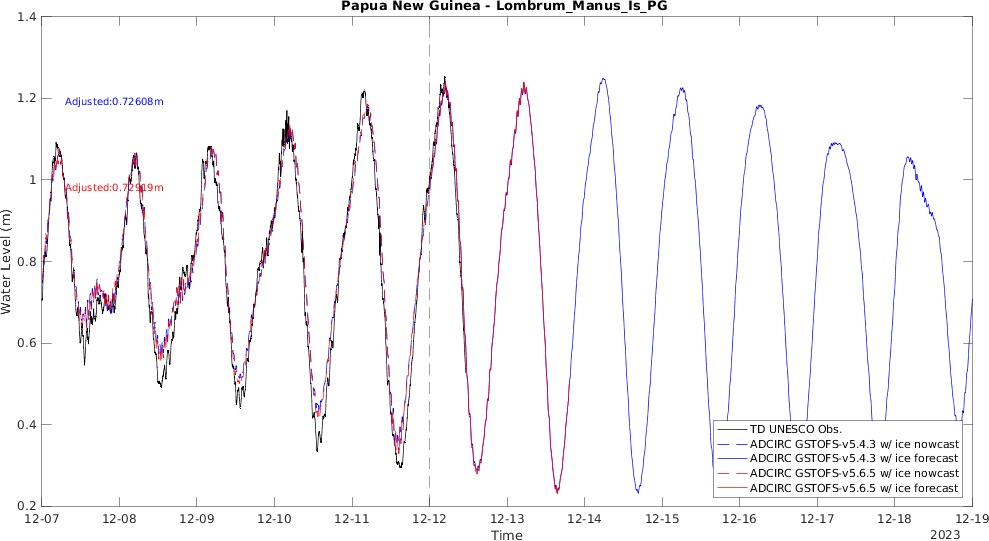 Papua New Guinea - Lombrum_Manus_Is_PG
1.4
1.2
1
0.8
0.6
0.4
0.2
Water Level (m)
Adjusted:0.72608m
Adjusted:0.72919m
TD UNESCO Obs.
ADCIRC GSTOFS-v5.4.3 w/ ice nowcast
ADCIRC GSTOFS-v5.4.3 w/ ice forecast
ADCIRC GSTOFS-v5.6.5 w/ ice nowcast
ADCIRC GSTOFS-v5.6.5 w/ ice forecast
12-07 12-08 12-09 12-10 12-11 12-12 12-13 12-14 12-15 12-16 12-17 12-18 12-19
Time
2023